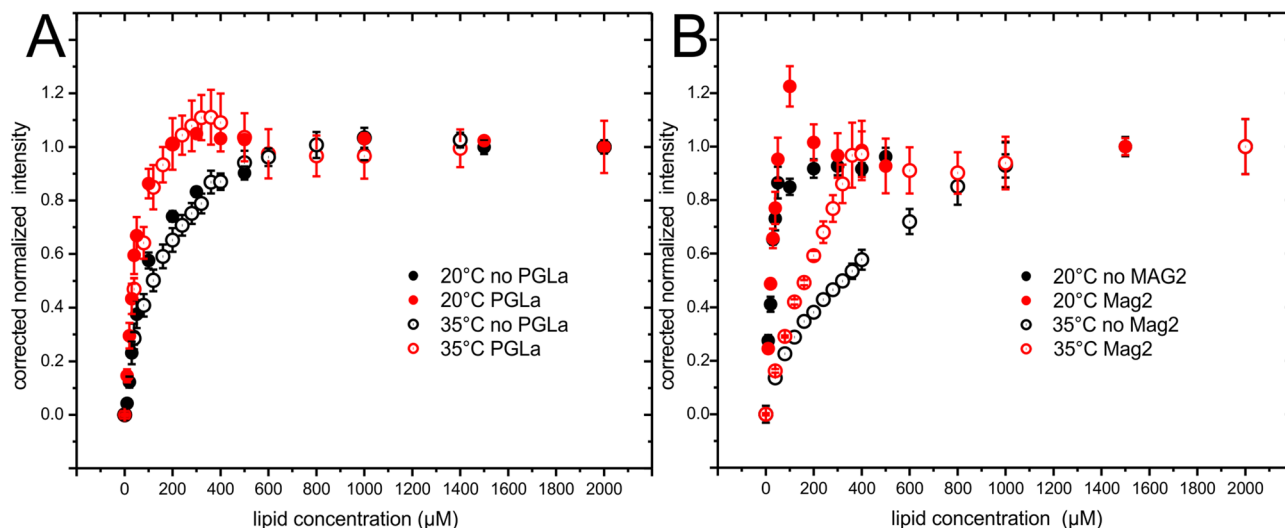 A
corrected normalized intensity
1.2
1.0
0.8
0.6
0.4
0.2
0.0
20°C no PGLa
20°C PGLa
35°C no PGLa
35°C PGLa
0 200 400 600 800 1000 1200 1400 1600 1800 2000
lipid concentration (µM)
B
corrected normalized intensity
1.2
1.0
0.8
0.6
0.4
0.2
0.0
20°C no MAG2
20°C Mag2
35°C no Mag2
35°C Mag2
0 200 400 600 800 1000 1200 1400 1600 1800 2000
lipid concentration (µM)